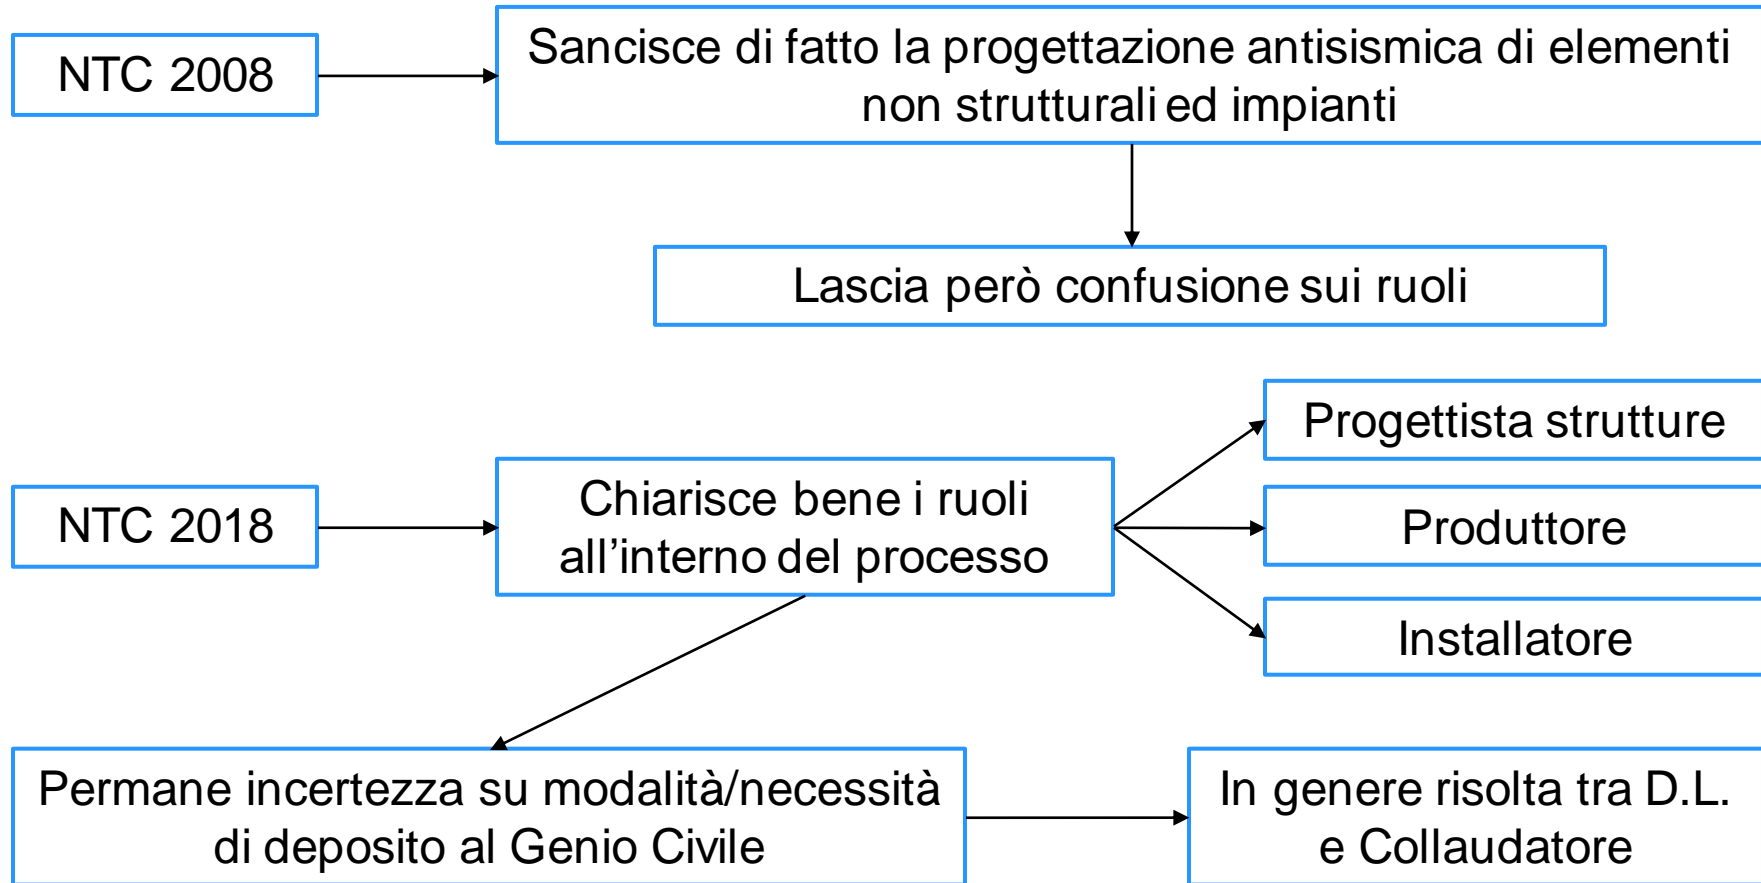 NTC 2008
Sancisce di fatto la progettazione antisismica di elementi
non strutturali ed impianti
Lascia però confusione sui ruoli
NTC 2018
Chiarisce bene i ruoli
all’interno del processo
Progettista strutture
Produttore
Installatore
Permane incertezza su modalità/necessità
di deposito al Genio Civile
In genere risolta tra D.L.
e Collaudatore